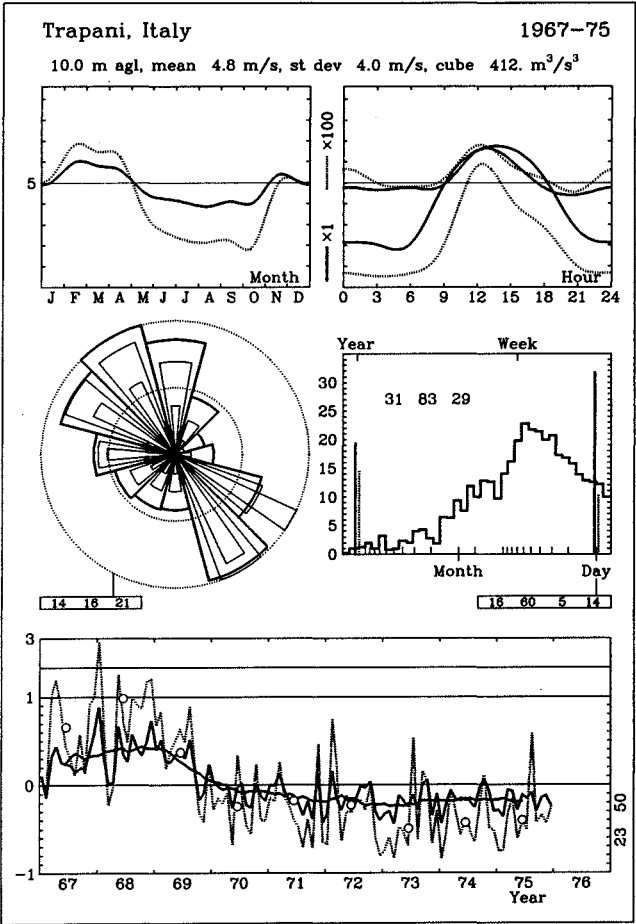 Trapani, Italy 1967–75
10.0 m agl, mean 4.8 m/s, st dev 4.0 m/s, cube 412. m³/s³
5
×1 ×100
Month Hour
J F M A M J J A S O N D
0 3 6 9 12 15 18 21 24
Year Week
30
25
20
15
10
5
0
31 83 29
Month Day
14 16 21
16 60 5 14
3
1
0
-1
23 50
67 68 69 70 71 72 73 74 75 76
Year